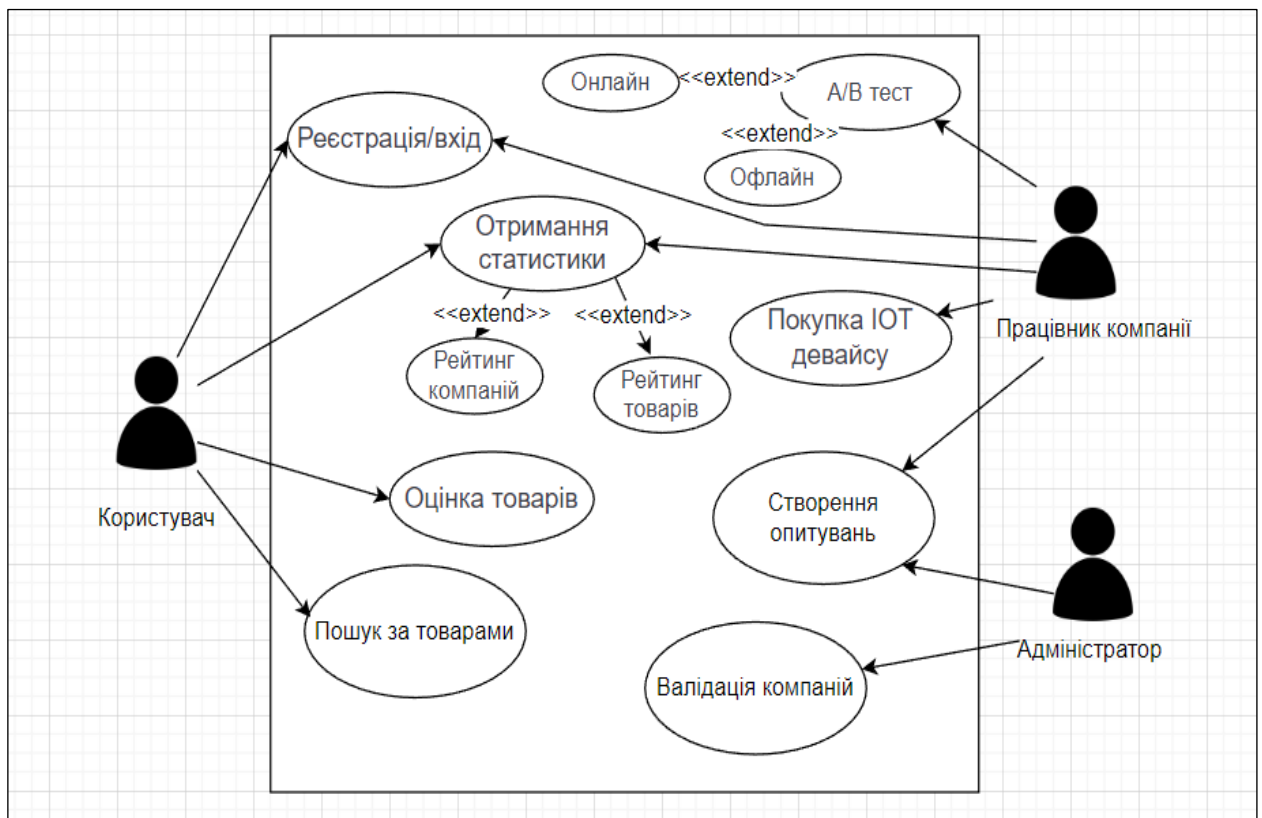 Онлайн
<<extend>>
А/В тест
<<extend>>
Офлайн
Реєстрація/вхід
Отримання
статистики
<<extend>>
<<extend>>
Рейтинг
компаній
Рейтинг
товарів
Покупка ІОТ
девайсу
Працівник компанії
Користувач
Оцінка товарів
Створення
опитувань
Пошук за товарами
Валідація компаній
Адміністратор